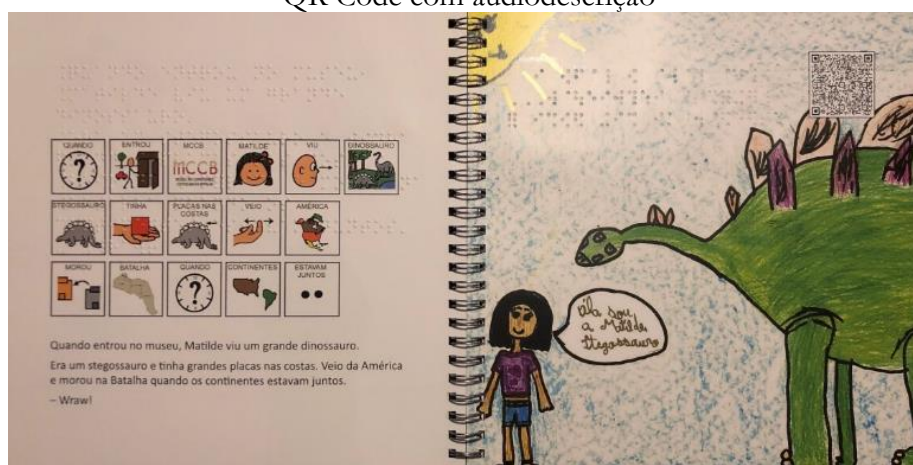 QR Code com audiodescrição
QUANDO ENTROU MCCB MATILDE VIU DINOSSAURO
MCCB
STEGOSSAURO TINHA PLACAS NAS COSTAS VEIO AMÉRICA
MOROU BATALHA QUANDO CONTINENTES ESTAVAM JUNTOS
Quando entrou no museu, Matilde viu um grande dinossauro.
Era um stegossauro e tinha grandes placas nas costas. Veio da América
e morou na Batalha quando os continentes estavam juntos.
– Wraw!
sou
a Matilde
Stegossauro